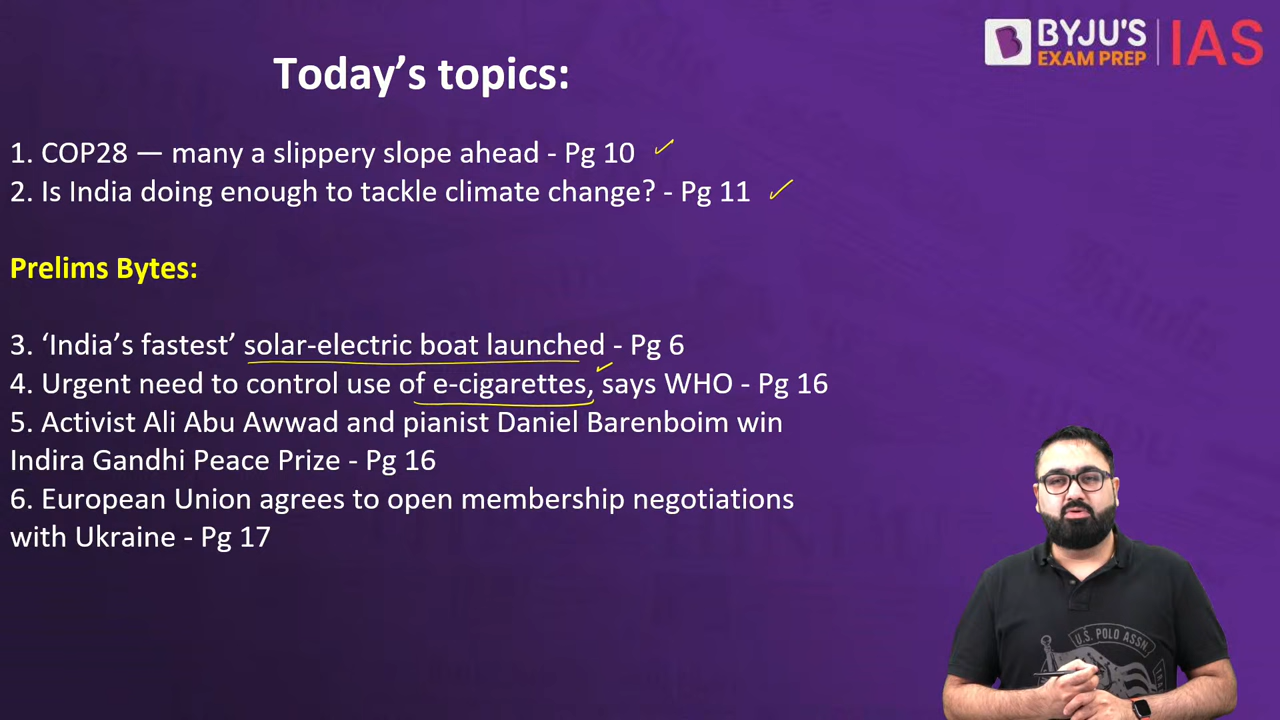 BYJU'S
EXAM PREP
IAS
Today's topics:
1. COP28 — many a slippery slope ahead - Pg 10
2. Is India doing enough to tackle climate change? - Pg 11
Prelims Bytes:
3. ‘India’s fastest’ solar-electric boat launched - Pg 6
4. Urgent need to control use of e-cigarettes, says WHO - Pg 16
5. Activist Ali Abu Awwad and pianist Daniel Barenboim win
Indira Gandhi Peace Prize - Pg 16
6. European Union agrees to open membership negotiations
with Ukraine - Pg 17
U.S. POLO ASSN.